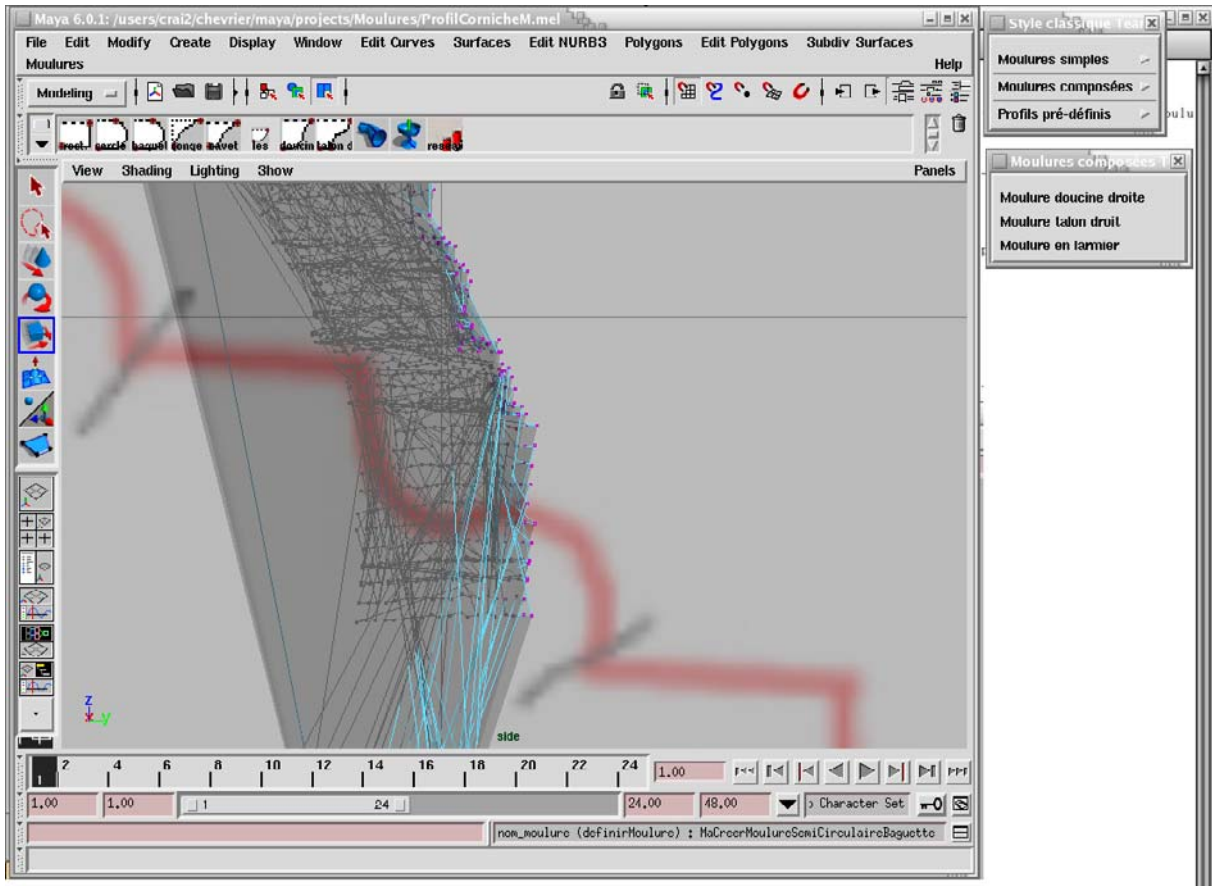 Maya 6.0.1: /users/crai2/chevrier/maya/projects/Moulures/ProfilCornicheM.mel
File Edit Modify Create Display Window Edit Curves Surfaces Edit NURBS Polygons Edit Polygons Subdiv Surfaces
Moulures Help
Modeling
rect. cercle baquet conge cavet les doucin talon d
View Shading Lighting Show Panels
z
y
side
2 4 6 8 10 12 14 16 18 20 22 24 1.00
1
1.00 1.00 1 24 24.00 48.00 Character Set
nom_moulure (definirMoulure) : MaCreerMoulureSemiCirculaireBaguette
Style classique Tear
Moulures simples
Moulures composées
Profils pré-définis
Moulures composées T
Moulure doucine droite
Moulure talon droit
Moulure en larmier